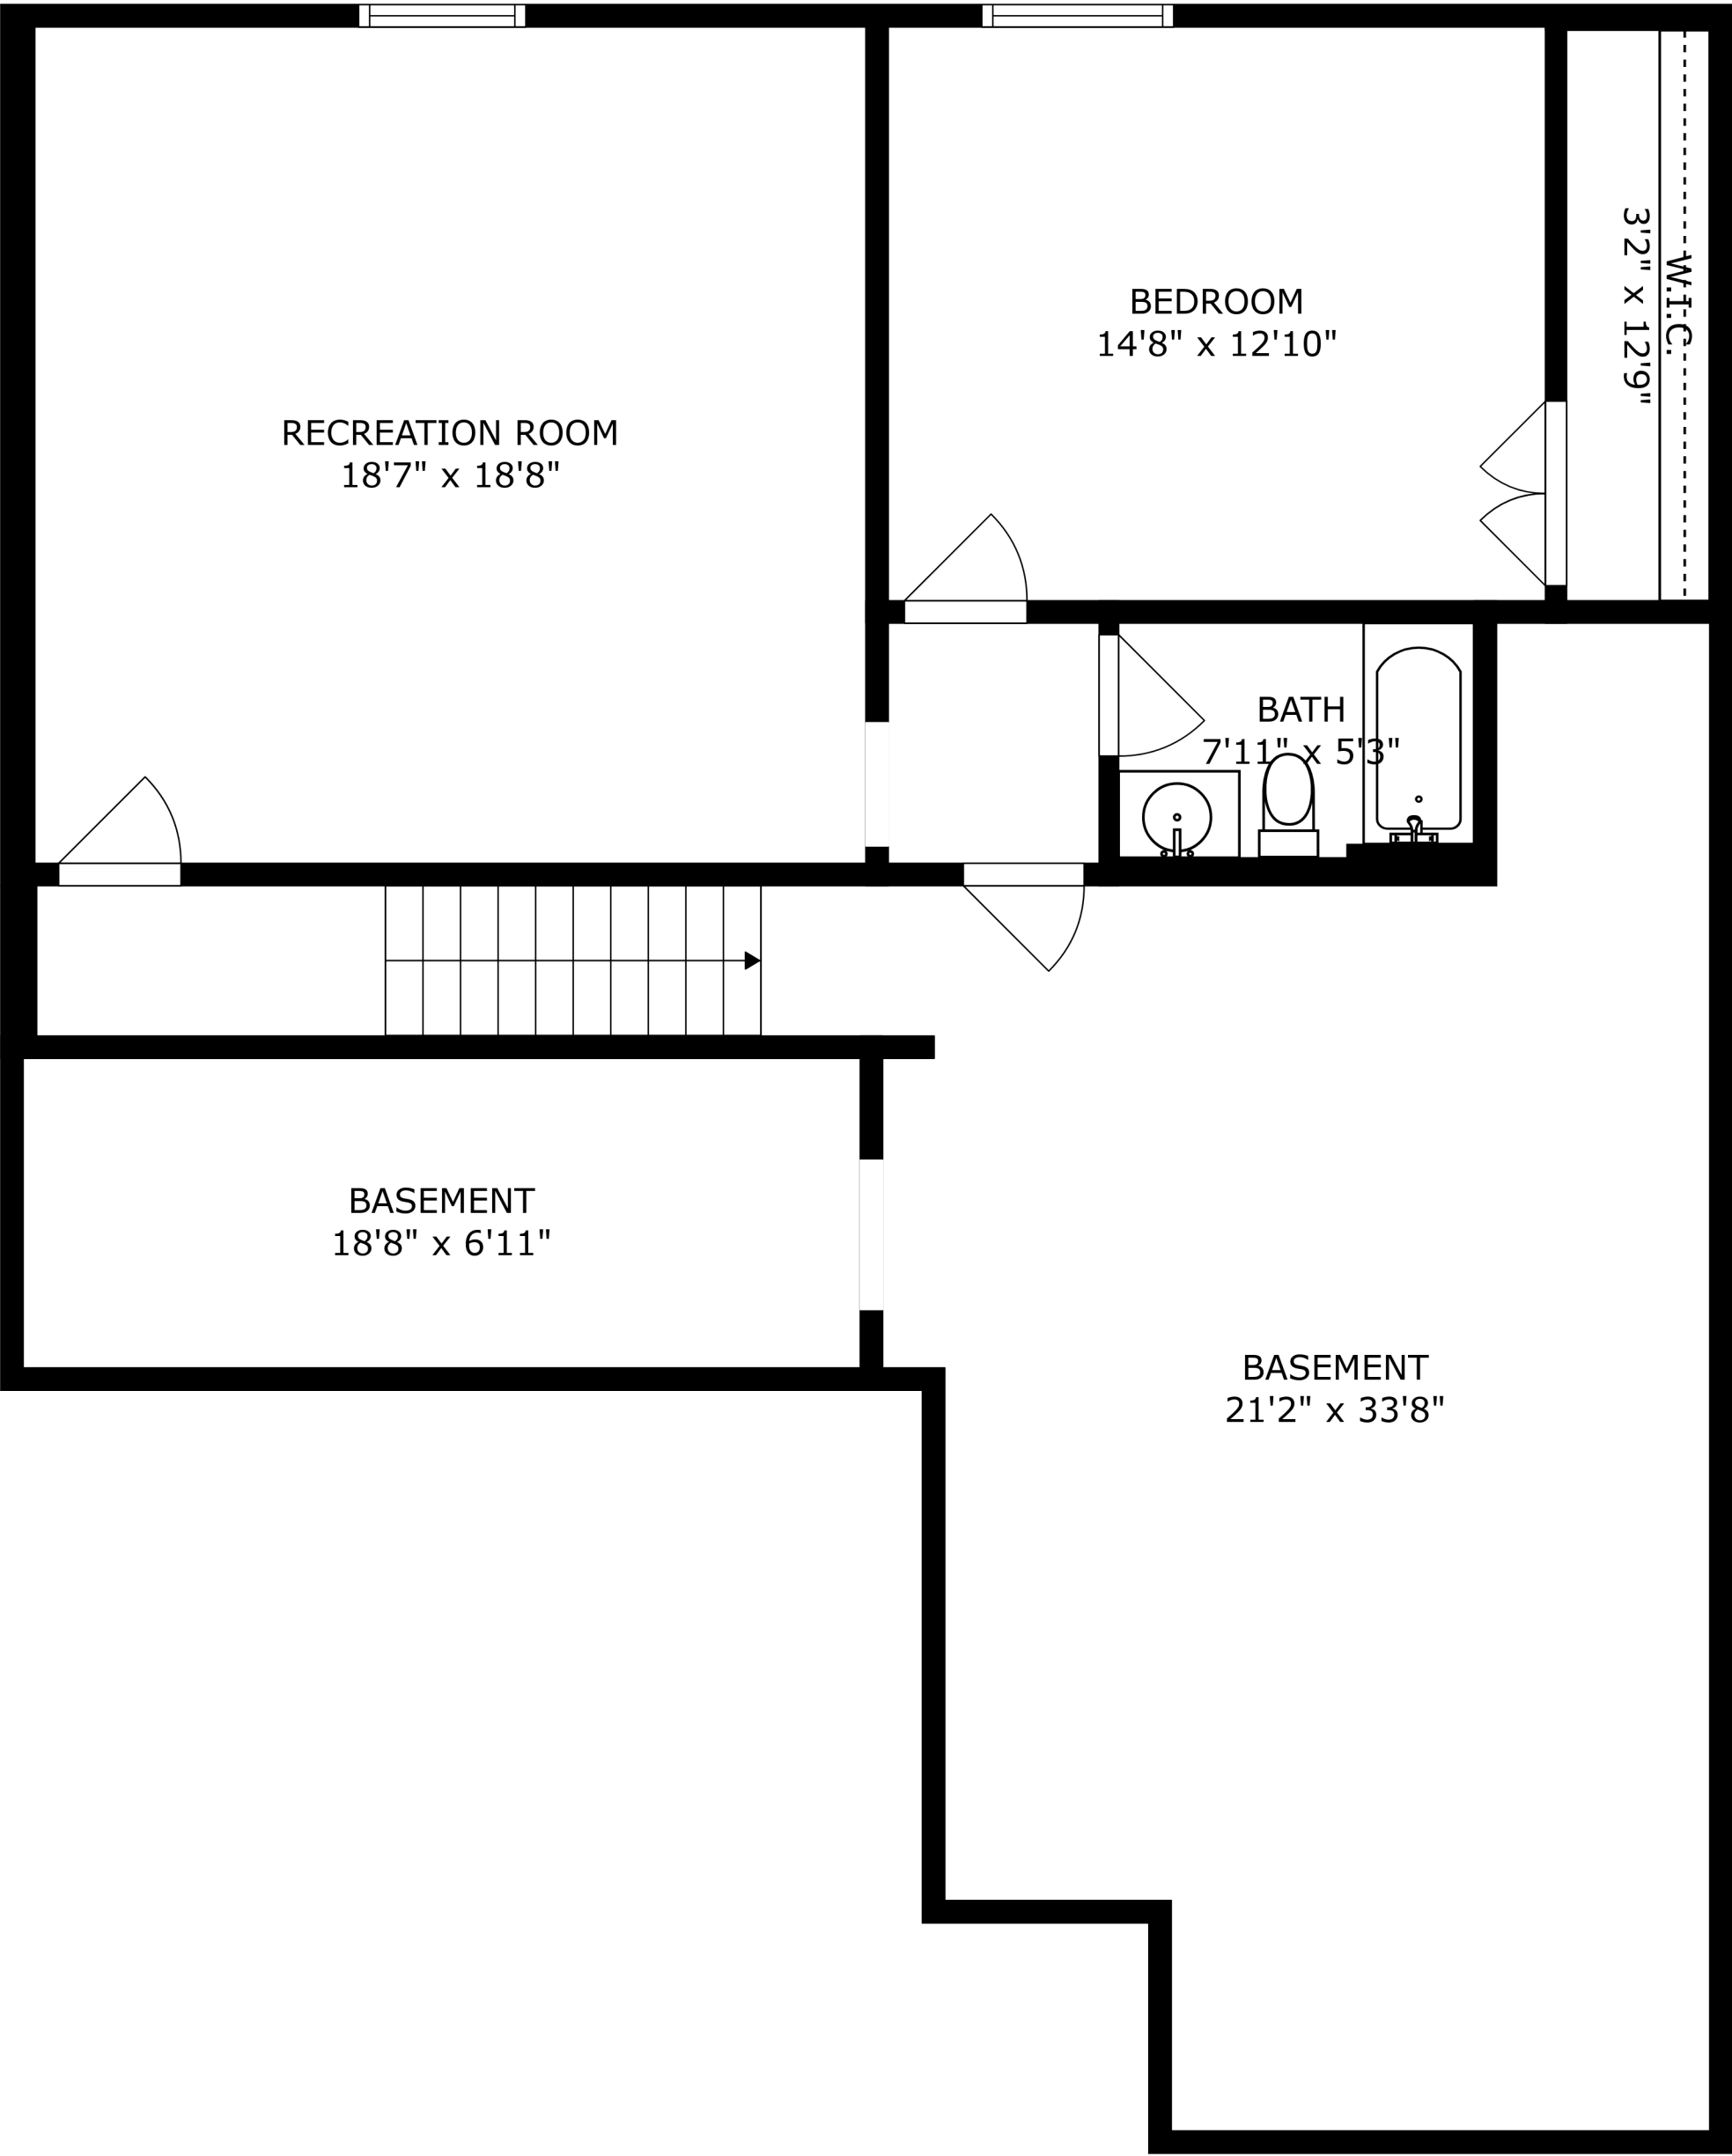 BEDROOM
14'8" x 12'10"
W.I.C.
3'2" x 12'9"
RECREATION ROOM
18'7" x 18'8"
BATH
7'11" x 5'3"
BASEMENT
18'8" x 6'11"
BASEMENT
21'2" x 33'8"